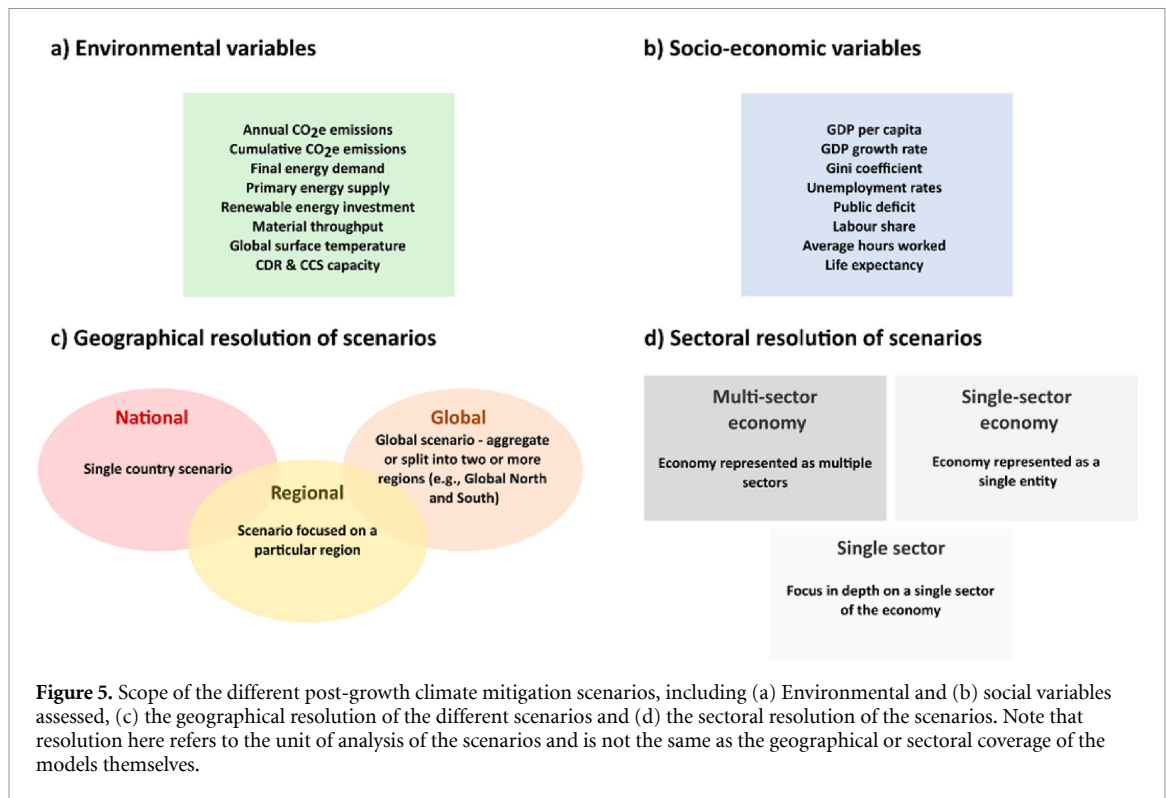 a) Environmental variables
Annual CO2e emissions
Cumulative CO2e emissions
Final energy demand
Primary energy supply
Renewable energy investment
Material throughput
Global surface temperature
CDR & CCS capacity
b) Socio-economic variables
GDP per capita
GDP growth rate
Gini coefficient
Unemployment rates
Public deficit
Labour share
Average hours worked
Life expectancy
c) Geographical resolution of scenarios
National
Single country scenario
Regional
Scenario focused on a
particular region
Global
Global scenario - aggregate
or split into two or more
regions (e.g., Global North
and South)
d) Sectoral resolution of scenarios
Multi-sector
economy
Economy represented as multiple
sectors
Single-sector
economy
Economy represented as a
single entity
Single sector
Focus in depth on a single sector
of the economy
Figure 5. Scope of the different post-growth climate mitigation scenarios, including (a) Environmental and (b) social variables
assessed, (c) the geographical resolution of the different scenarios and (d) the sectoral resolution of the scenarios. Note that
resolution here refers to the unit of analysis of the scenarios and is not the same as the geographical or sectoral coverage of the
models themselves.